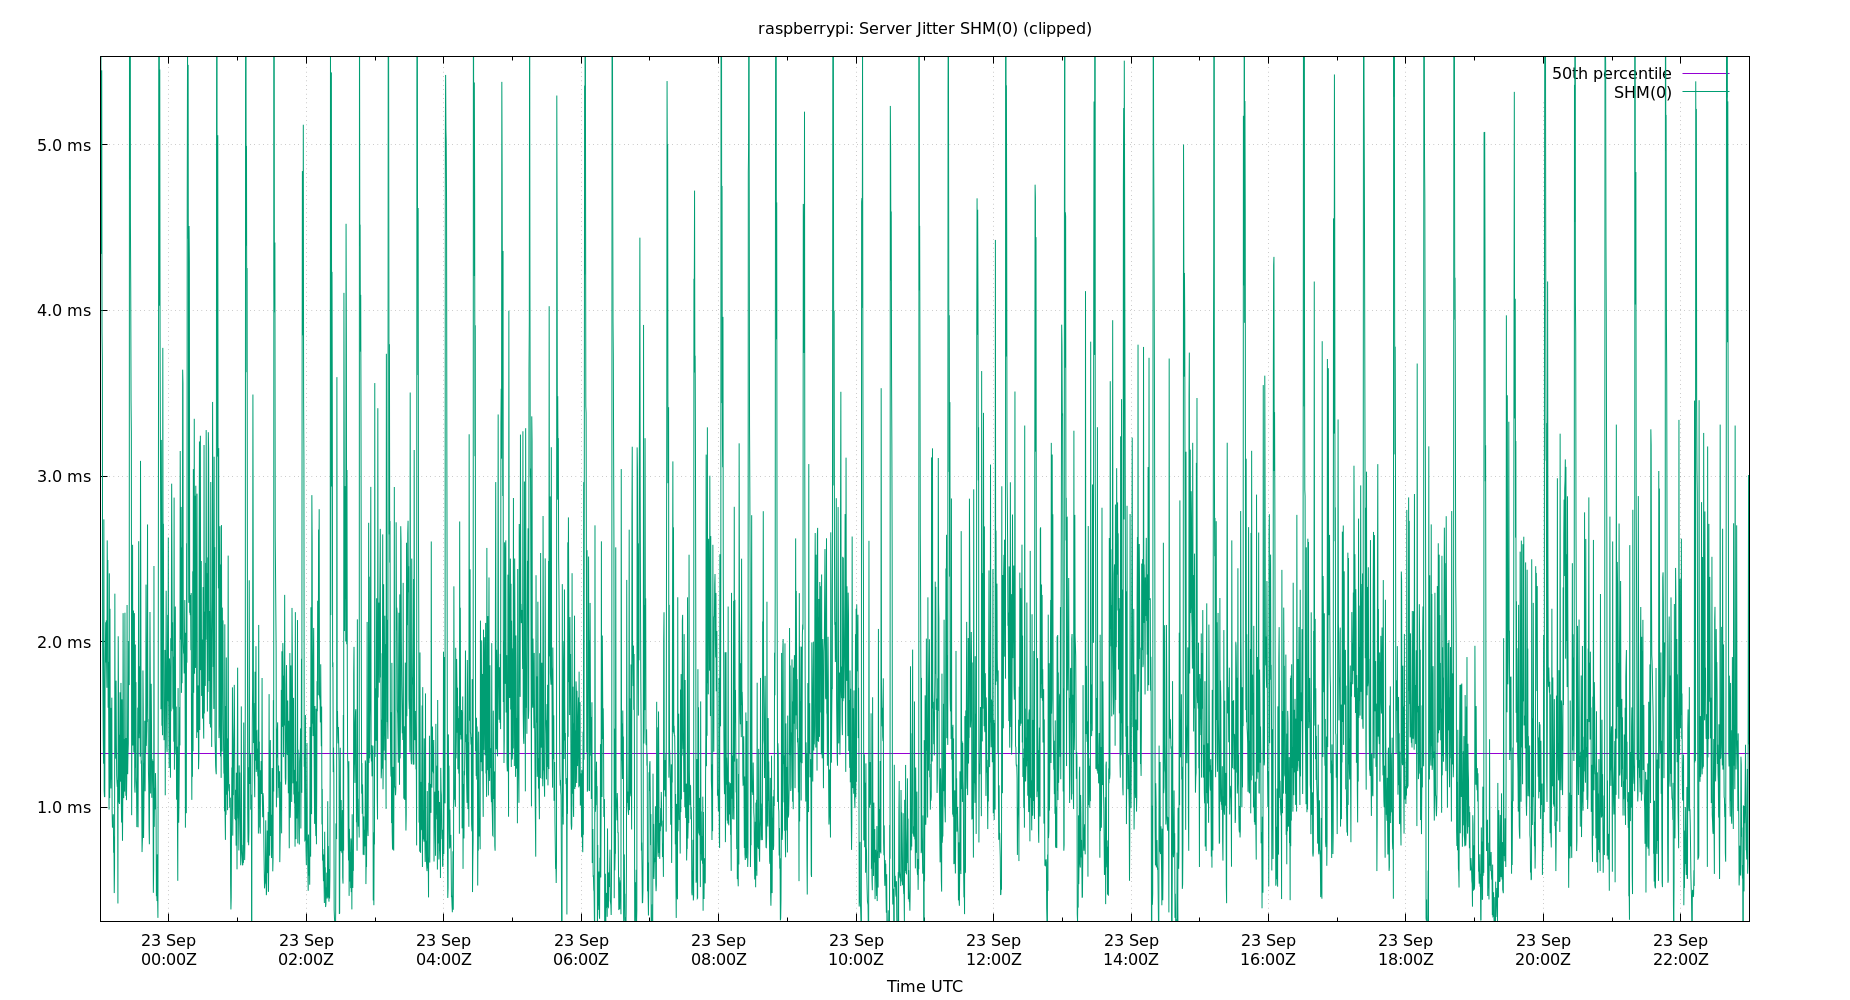 raspberrypi: Server Jitter SHM(0) (clipped)
50th percentile
SHM(0)
5.0 ms
4.0 ms
3.0 ms
2.0 ms
1.0 ms
23 Sep 23 Sep 23 Sep 23 Sep 23 Sep 23 Sep 23 Sep 23 Sep 23 Sep 23 Sep 23 Sep 23 Sep
00:00Z 02:00Z 04:00Z 06:00Z 08:00Z 10:00Z 12:00Z 14:00Z 16:00Z 18:00Z 20:00Z 22:00Z
Time UTC